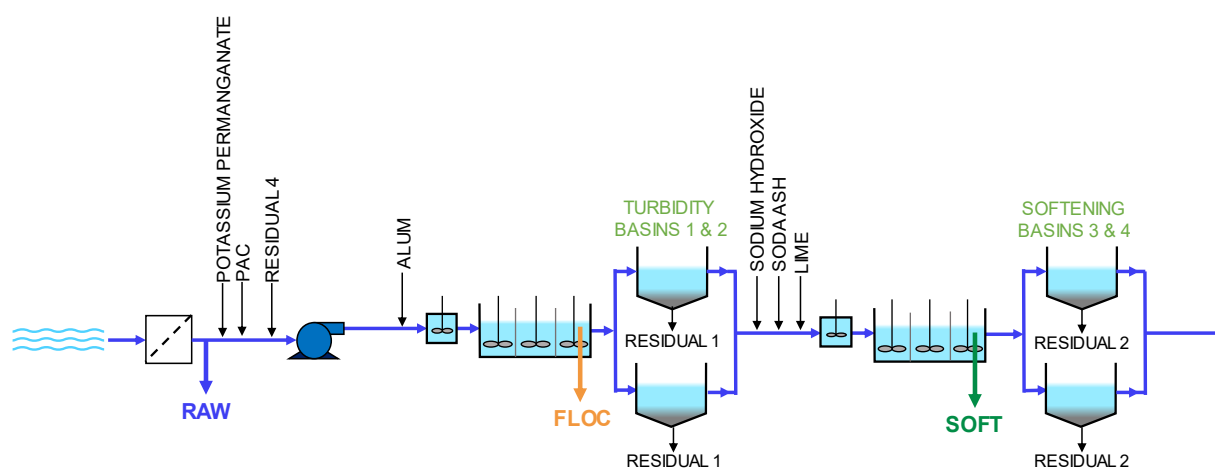 POTASSIUM PERMANGANATE
PAC
RESIDUAL 4
RAW
ALUM
FLOC
TURBIDITY
BASINS 1 & 2
RESIDUAL 1
RESIDUAL 1
SODIUM HYDROXIDE
SODA ASH
LIME
SOFT
SOFTENING
BASINS 3 & 4
RESIDUAL 2
RESIDUAL 2